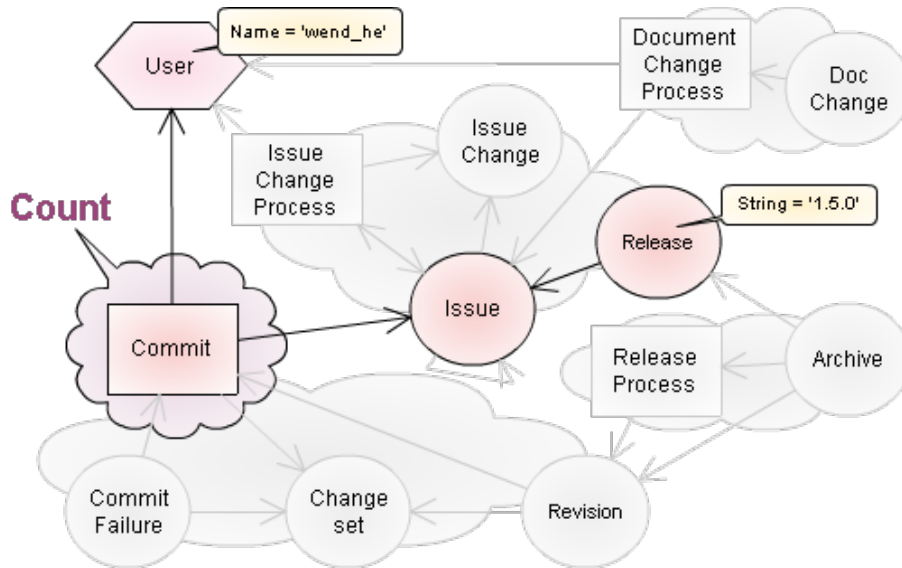 Name = 'wend_he'
User
Document
Change
Process
Doc
Change
Issue
Change
Issue
Change
Process
Count
String = '1.5.0'
Release
Issue
Commit
Release
Process
Archive
Commit
Failure
Change
set
Revision